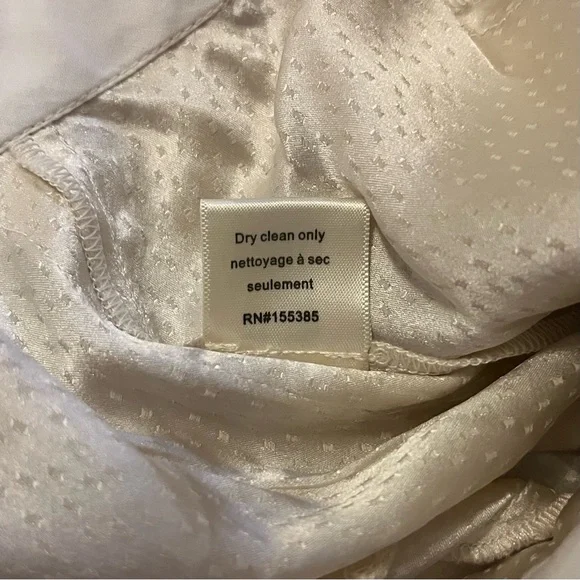 Dry clean only
nettoyage à sec
seulement
RN#155385